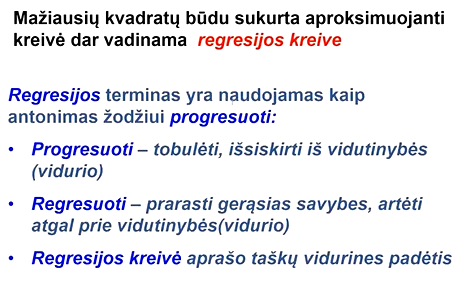 Mažiausių kvadratų būdu sukurta aproksimuojanti
kreivė dar vadinama regresijos kreive
Regresijos terminas yra naudojamas kaip
antonimas žodžiui progresuoti:
• Progresuoti – tobulėti, išsiskirti iš vidutinybės
(vidurio)
• Regresuoti – prarasti gerąsias savybes, artėti
atgal prie vidutinybės(vidurio)
• Regresijos kreivė aprašo taškų vidurines padėtis